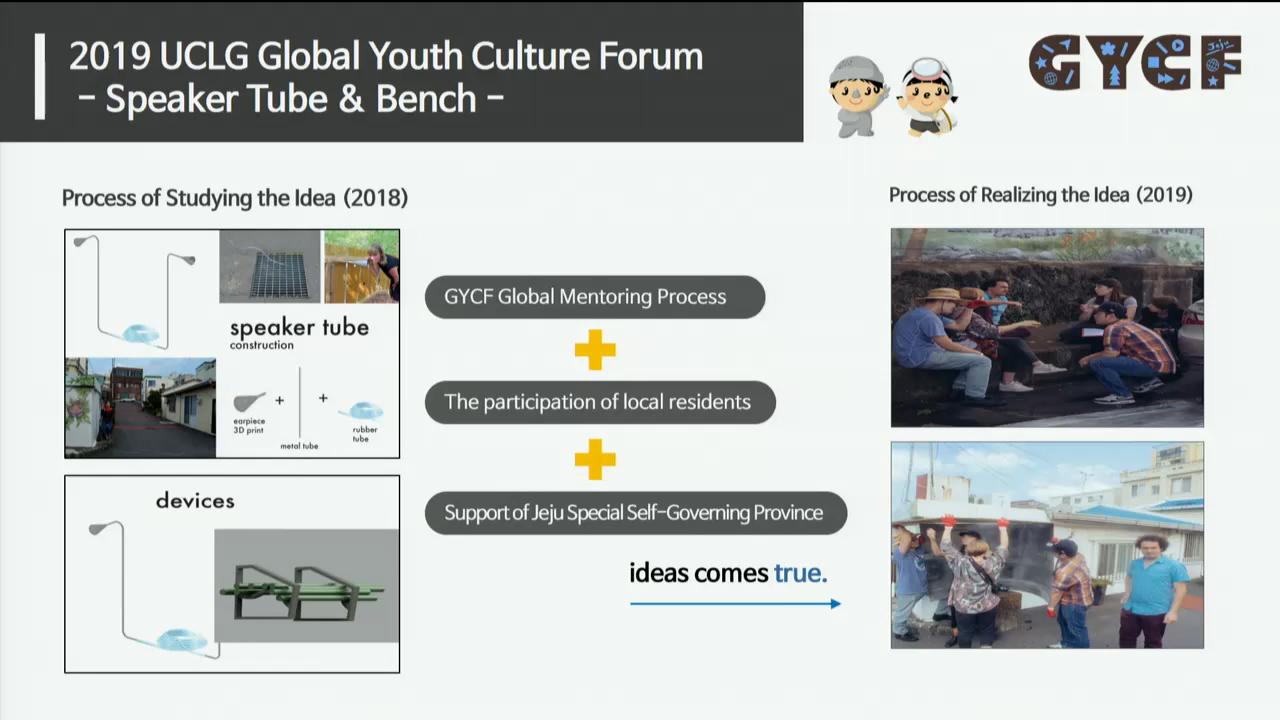 2019 UCLG Global Youth Culture Forum
- Speaker Tube & Bench -
GYCF
Jeju
Process of Studying the Idea (2018)
speaker tube
construction
earpiece
3D print
+
metal tube
+
rubber
tube
devices
GYCF Global Mentoring Process
The participation of local residents
Support of Jeju Special Self-Governing Province
ideas comes true.
Process of Realizing the Idea (2019)